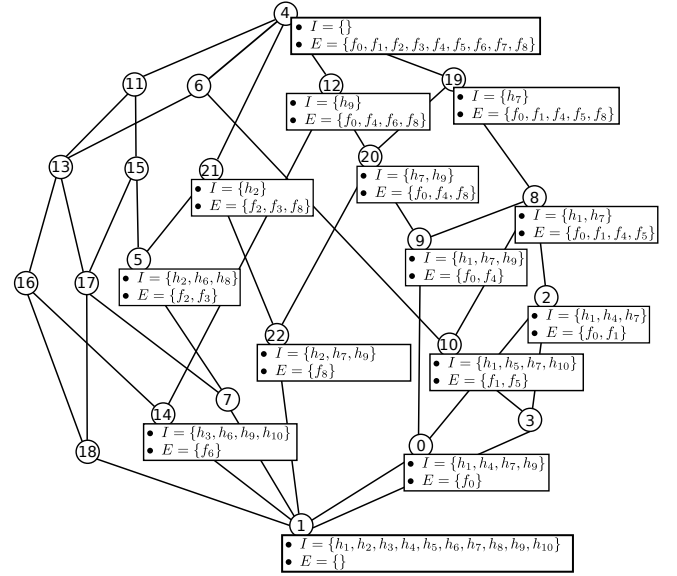 4
• I = {}
• E = {f₀, f₁, f₂, f₃, f₄, f₅, f₆, f₇, f₈}
11
6
12
• I = {h₉}
• E = {f₀, f₄, f₆, f₈}
19
• I = {h₇}
• E = {f₀, f₁, f₄, f₅, f₈}
13
15
21
• I = {h₂}
• E = {f₂, f₃, f₈}
20
• I = {h₇, h₉}
• E = {f₀, f₄, f₈}
8
• I = {h₁, h₇}
• E = {f₀, f₁, f₄, f₅}
9
• I = {h₁, h₇, h₉}
• E = {f₀, f₄}
5
• I = {h₂, h₆, h₈}
• E = {f₂, f₃}
16
17
2
• I = {h₁, h₄, h₇}
• E = {f₀, f₁}
22
• I = {h₂, h₇, h₉}
• E = {f₈}
10
• I = {h₁, h₅, h₇, h₁₀}
• E = {f₁, f₅}
7
14
• I = {h₃, h₆, h₉, h₁₀}
• E = {f₆}
3
18
0
• I = {h₁, h₄, h₇, h₉}
• E = {f₀}
1
• I = {h₁, h₂, h₃, h₄, h₅, h₆, h₇, h₈, h₉, h₁₀}
• E = {}